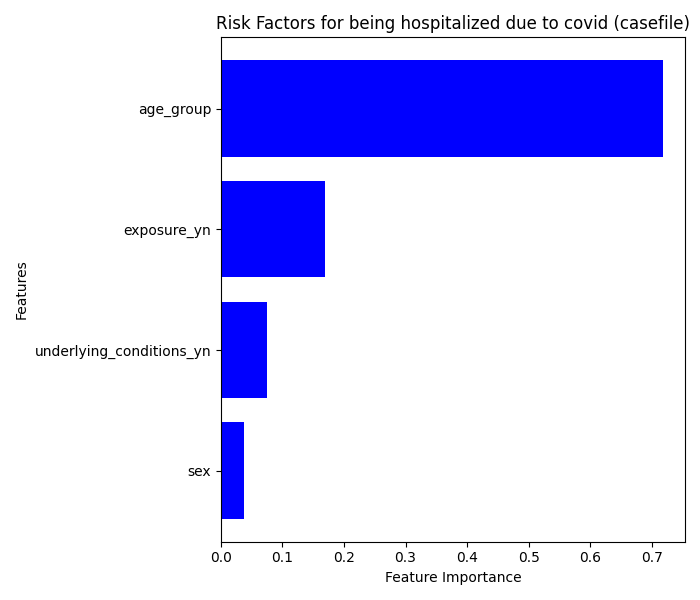 Risk Factors for being hospitalized due to covid (casefile)
age_group
exposure_yn
underlying_conditions_yn
sex
Features
0.0 0.1 0.2 0.3 0.4 0.5 0.6 0.7
Feature Importance